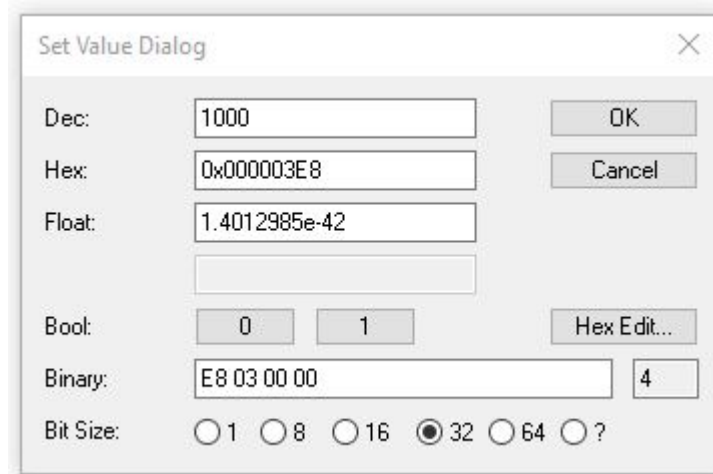 Set Value Dialog
Dec: 1000 OK
Hex: 0x000003E8 Cancel
Float: 1.4012985e-42
Bool: 0 1 Hex Edit...
Binary: E8 03 00 00 4
Bit Size: 1 8 16 32 64 ?